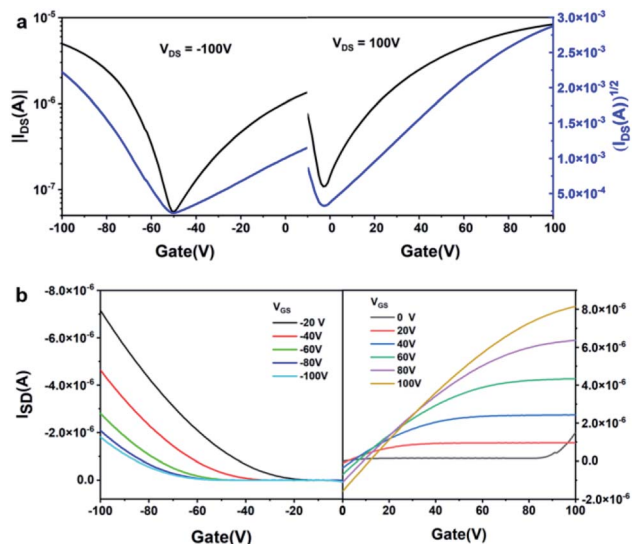 a
V_DS = -100V
V_DS = 100V
|I_DS(A)|
(I_DS(A))^1/2
10^-5
10^-6
10^-7
3.0×10^-3
2.5×10^-3
2.0×10^-3
1.5×10^-3
1.0×10^-3
5.0×10^-4
-100 -80 -60 -40 -20 0
0 20 40 60 80 100
Gate(V)
Gate(V)
b
I_SD(A)
-8.0×10^-6
-6.0×10^-6
-4.0×10^-6
-2.0×10^-6
0.0
V_GS
-20 V
-40V
-60V
-80V
-100V
V_GS
0 V
20V
40V
60V
80V
100V
8.0×10^-6
6.0×10^-6
4.0×10^-6
2.0×10^-6
0.0
-2.0×10^-6
-100 -80 -60 -40 -20 0
0 20 40 60 80 100
Gate(V)
Gate(V)